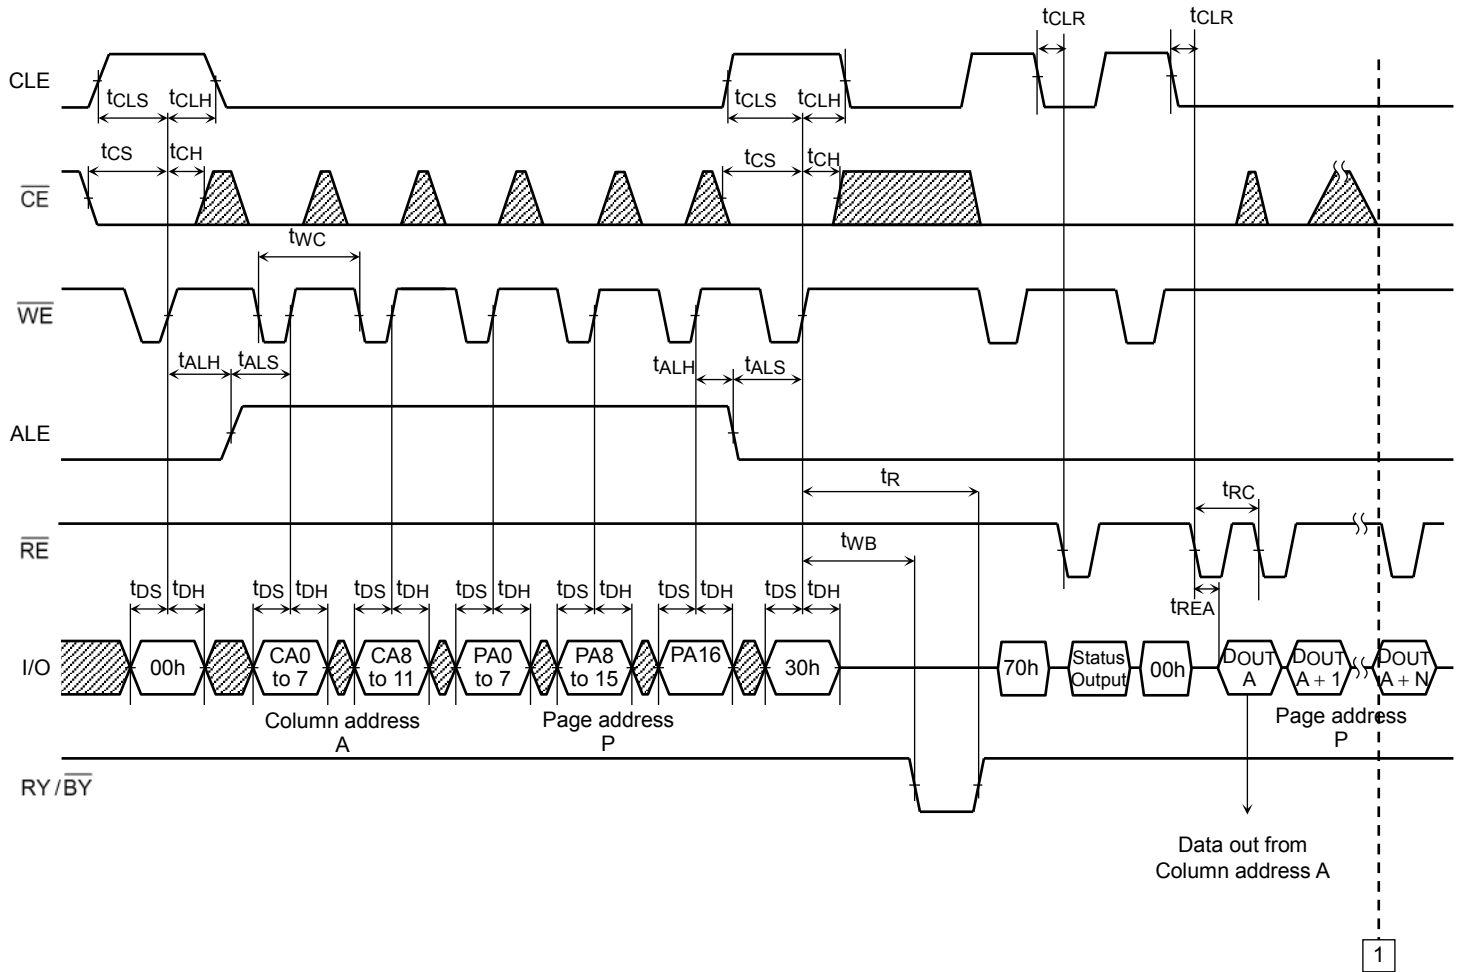 tCLR tCLR
CLE
tCLS tCLH tCLS tCLH
tCS tCH tCS tCH
CE
tWC
WE
tALH tALS tALH tALS
ALE
tR
tRC
RE
tWB
tDS tDH tDS tDH tDS tDH tDS tDH tDS tDH tDS tDH tDS tDH
tREA
I/O
00h
CA0
to 7
CA8
to 11
PA0
to 7
PA8
to 15
PA16
30h
70h
Status
Output
00h
DOUT
A
DOUT
A + 1
DOUT
A + N
Column address
A
Page address
P
Page address
P
RY / BY
Data out from
Column address A
1